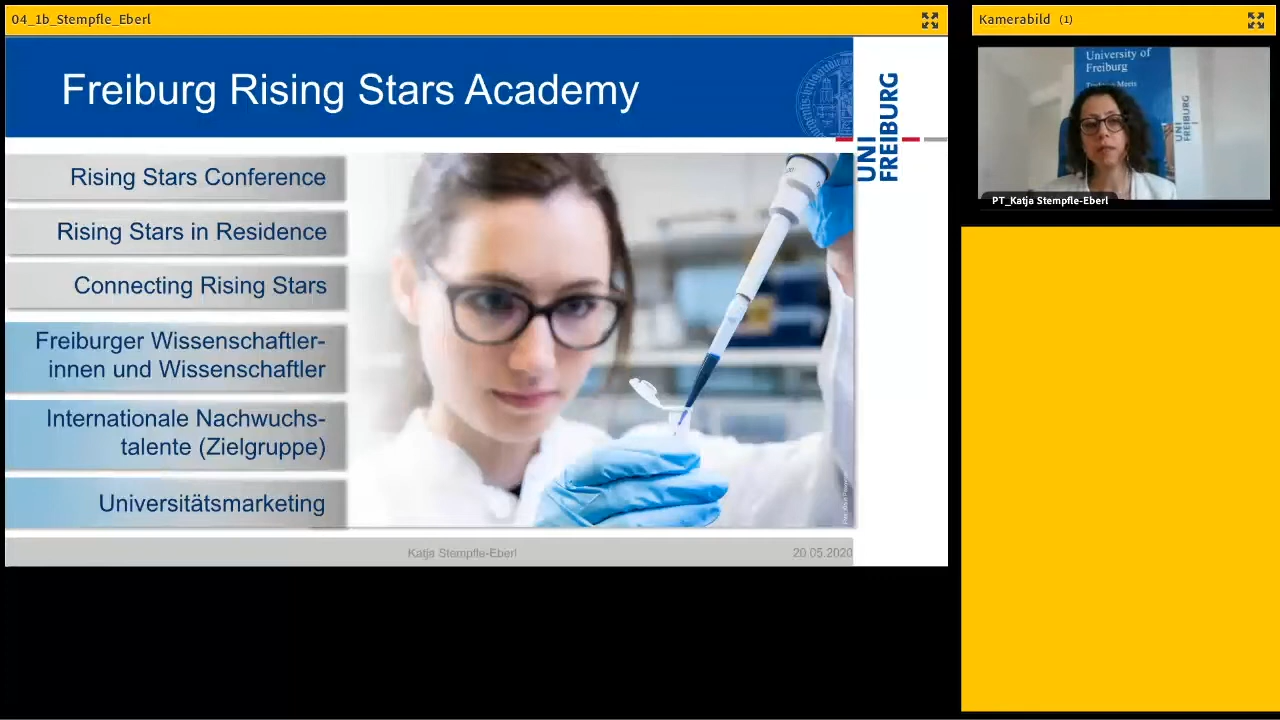 04_1b_Stempfle_Eberl
Freiburg Rising Stars Academy
UNI
FREIBURG
Rising Stars Conference
Rising Stars in Residence
Connecting Rising Stars
Freiburger Wissenschaftler-
innen und Wissenschaftler
Internationale Nachwuchs-
talente (Zielgruppe)
Universitätsmarketing
Katja Stempfle-Eberl
20.05.2020
Kamerabild (1)
University of
Freiburg
UNI
FREIBURG
PT_Katja Stempfle-Eberl